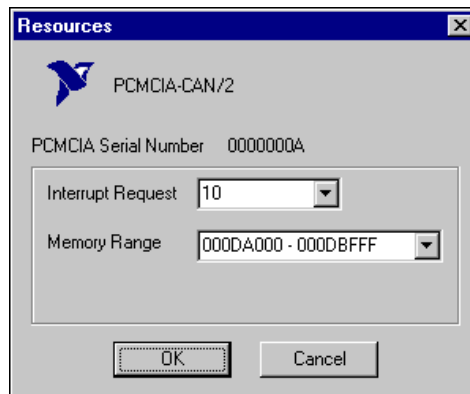 Resources
PCMCIA-CAN/2
PCMCIA Serial Number 0000000A
Interrupt Request 10
Memory Range 000DA000 - 000DBFFF
OK Cancel